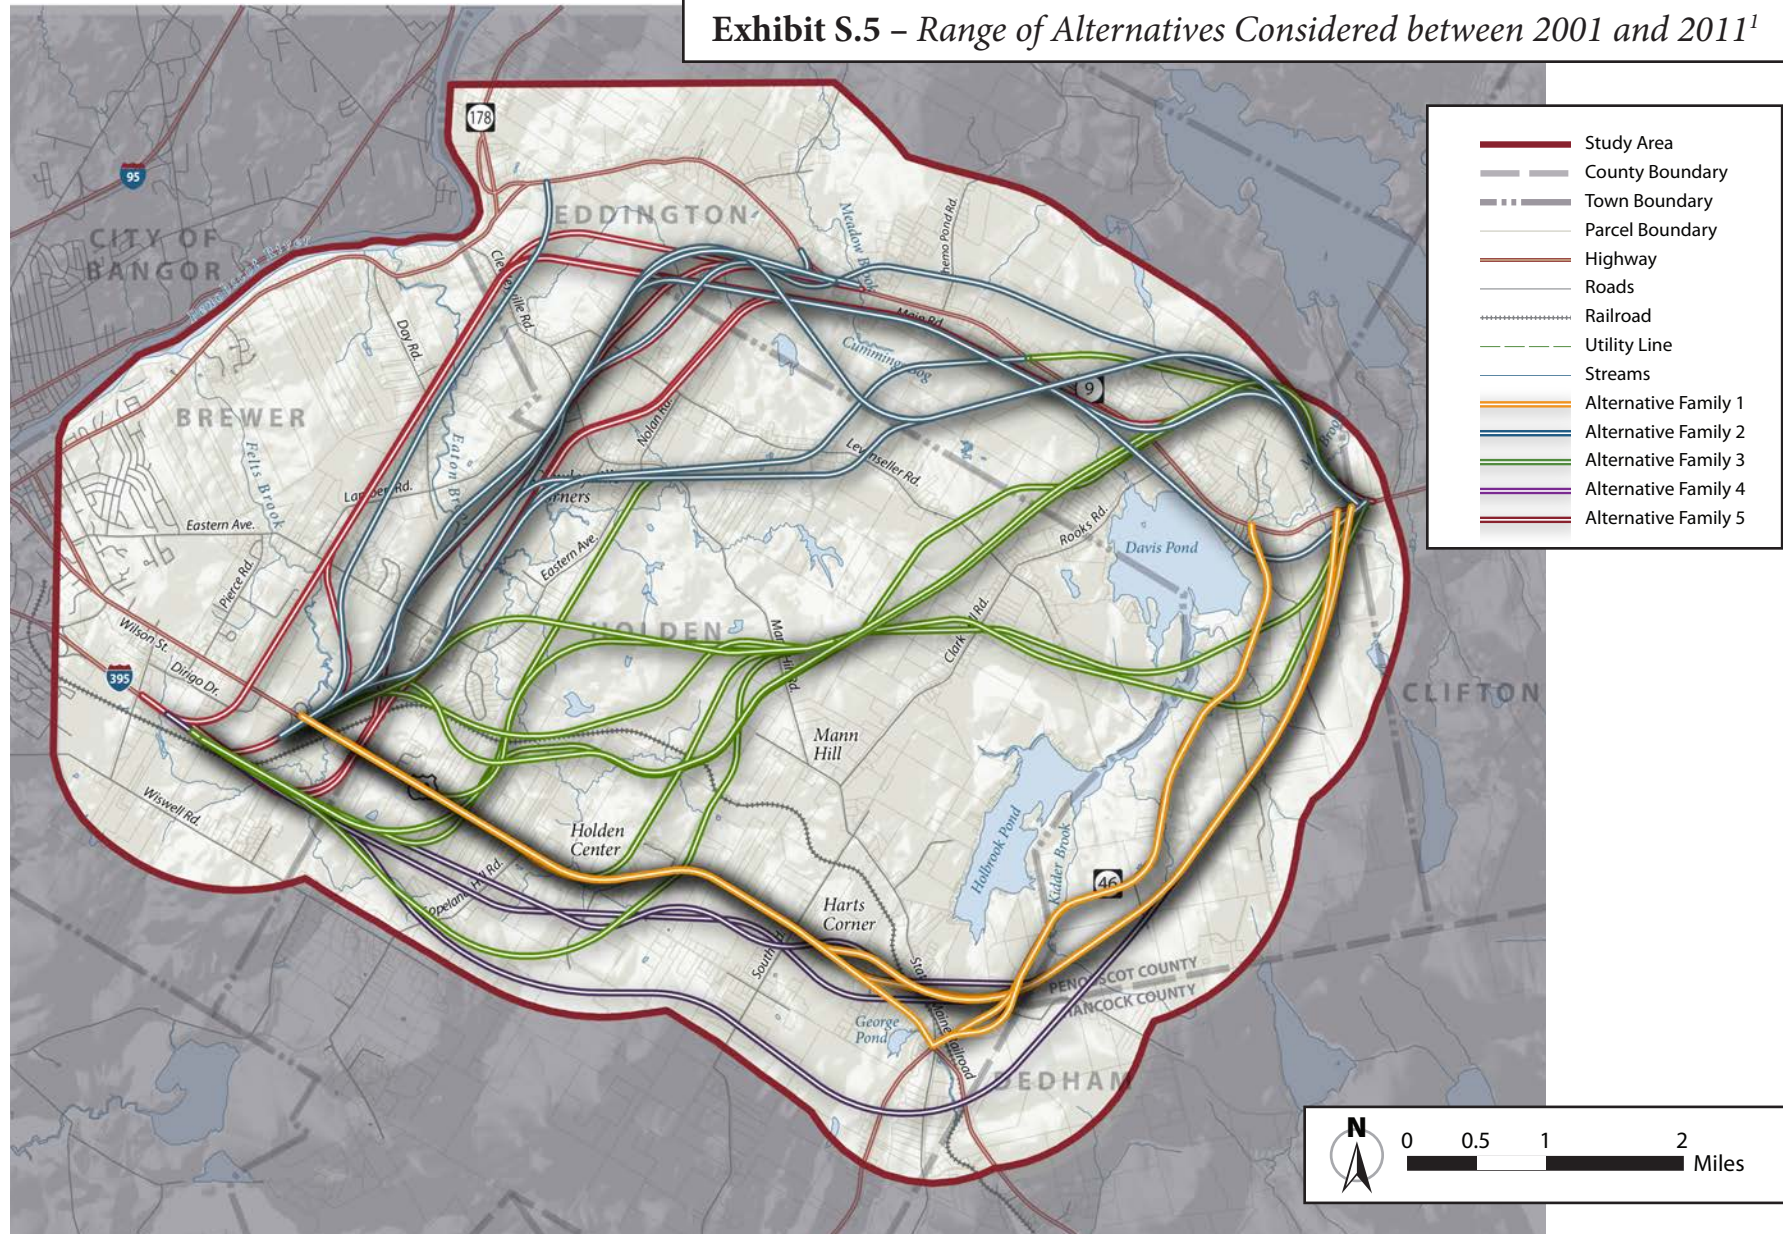 Exhibit S.5 – Range of Alternatives Considered between 2001 and 2011¹
Study Area
County Boundary
Town Boundary
Parcel Boundary
Highway
Roads
Railroad
Utility Line
Streams
Alternative Family 1
Alternative Family 2
Alternative Family 3
Alternative Family 4
Alternative Family 5
178
95
CITY OF
BANGOR
EDDINGTON
Meadow Brook
Day Rd.
Main Rd.
Cummings Bog
9
BREWER
Felts Brook
Nolan Rd.
Levenseller Rd.
Eastern Ave.
Rooks Rd.
Davis Pond
Eastern Ave.
Pierce Rd.
HOLDEN
Wilson St.
Dirigo Dr.
395
CLIFTON
Mann
Hill
Wiswell Rd.
Holden
Center
Holbrook Pond
Kidder Brook
46
Harts
Corner
PENOBSCOT COUNTY
HANCOCK COUNTY
George
Pond
DEDHAM
N
0 0.5 1 2
Miles